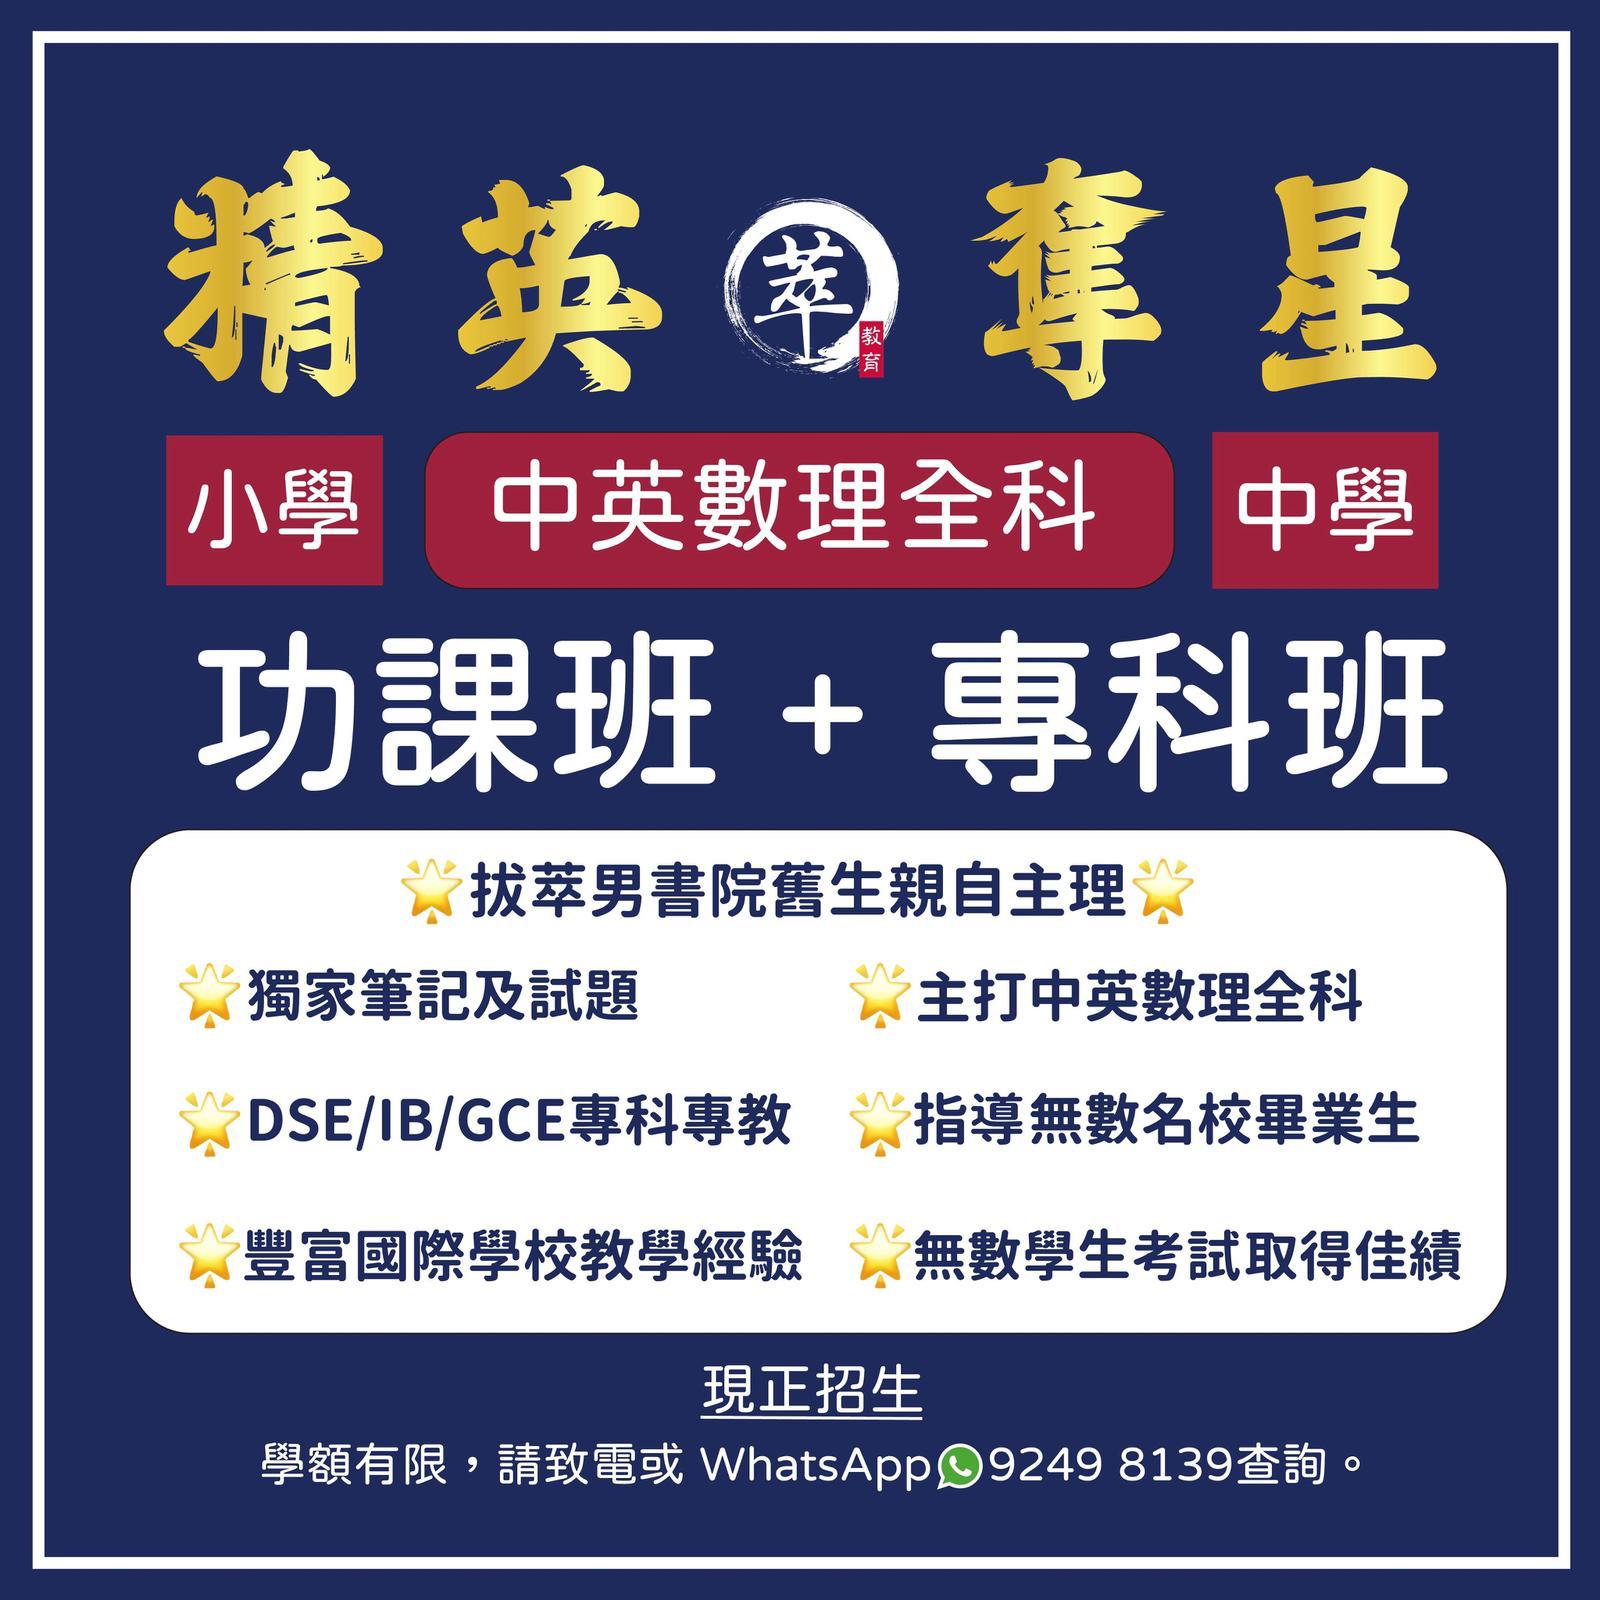 精英 萃 教育 奪星
小學 中英數理全科 中學
功課班 + 專科班
🌟拔萃男書院舊生親自主理🌟
🌟獨家筆記及試題 🌟主打中英數理全科
🌟DSE/IB/GCE專科專教 🌟指導無數名校畢業生
🌟豐富國際學校教學經驗 🌟無數學生考試取得佳績
現正招生
學額有限，請致電或 WhatsApp 9249 8139查詢。